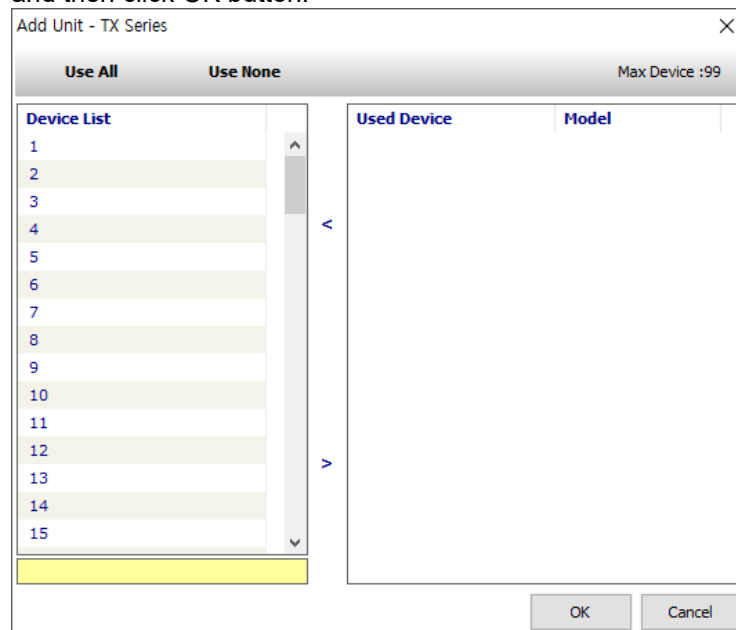 and then click OK button.
Add Unit - TX Series
Use All Use None Max Device :99
Device List
1
2
3
4
5
6
7
8
9
10
11
12
13
14
15
<
>
Used Device Model
OK Cancel